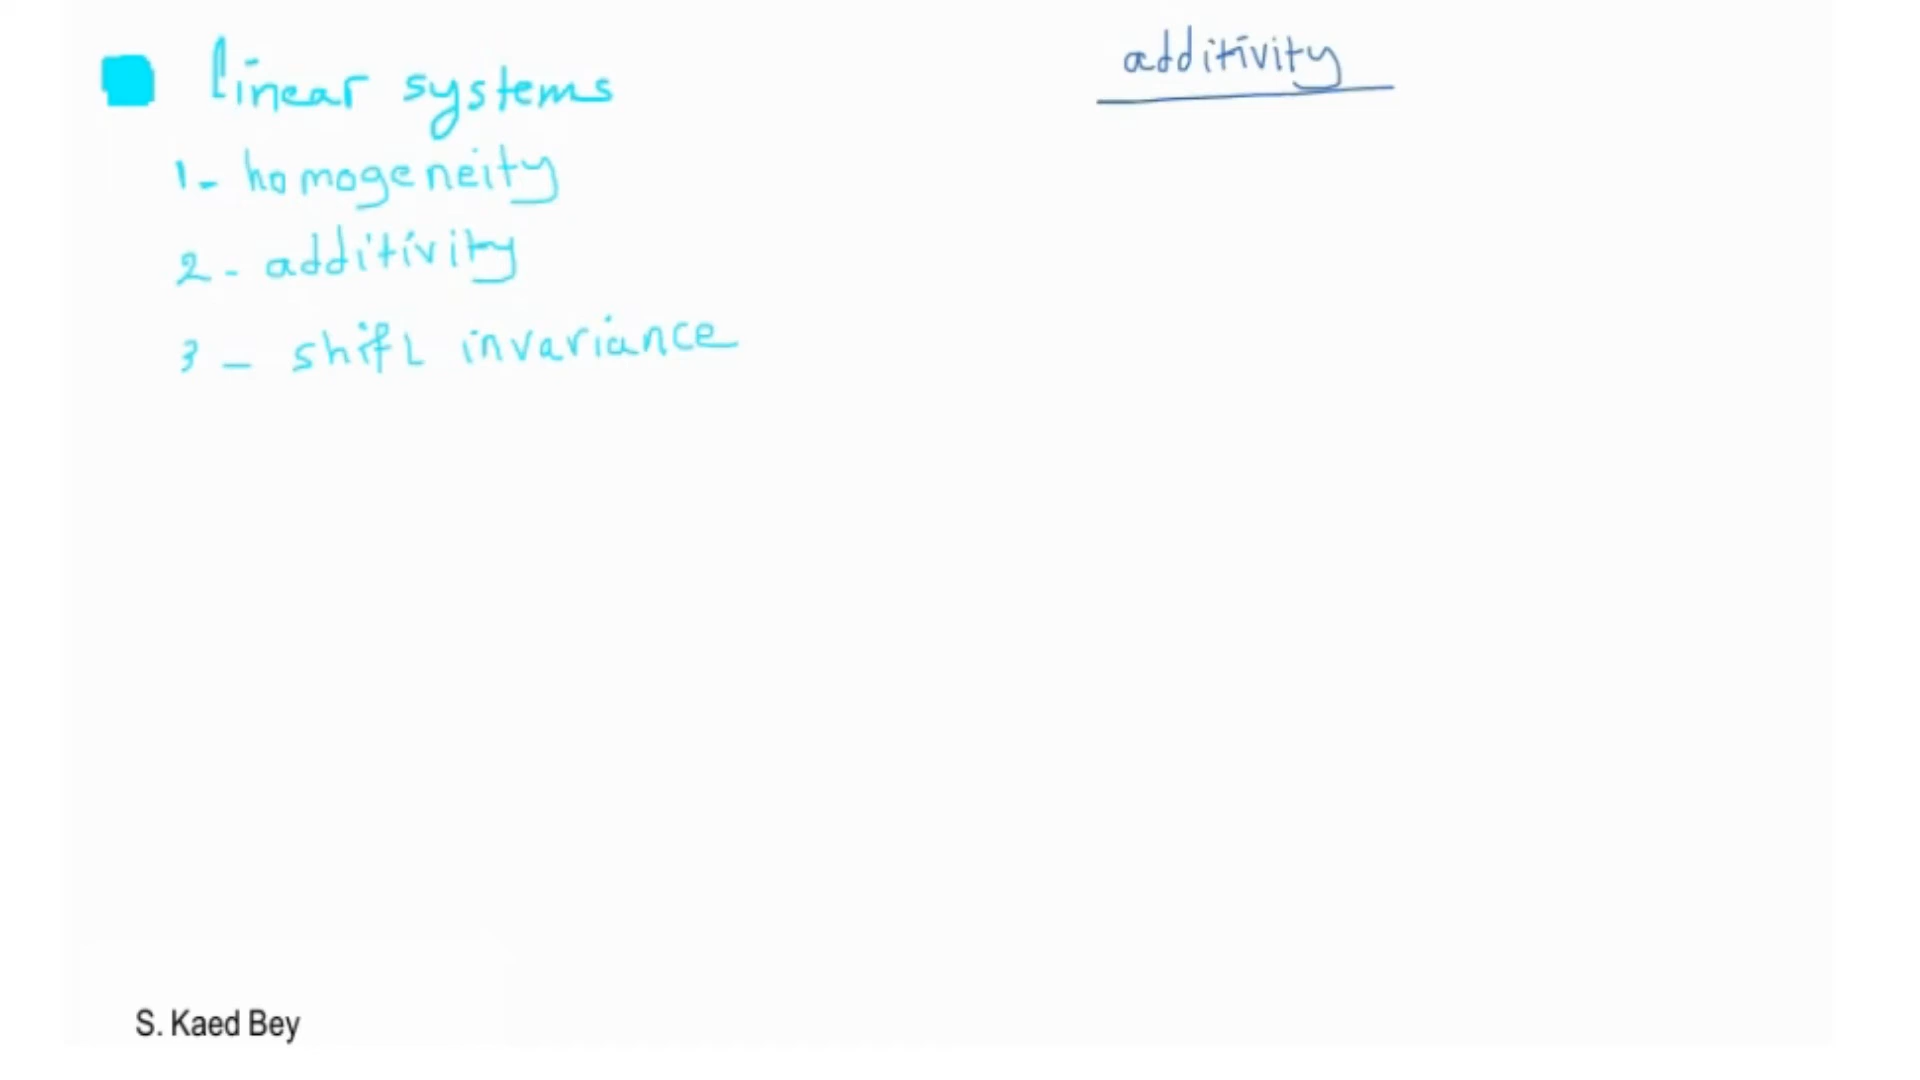 linear systems
1- homogeneity
2- additivity
3- shift invariance
additivity
S. Kaed Bey